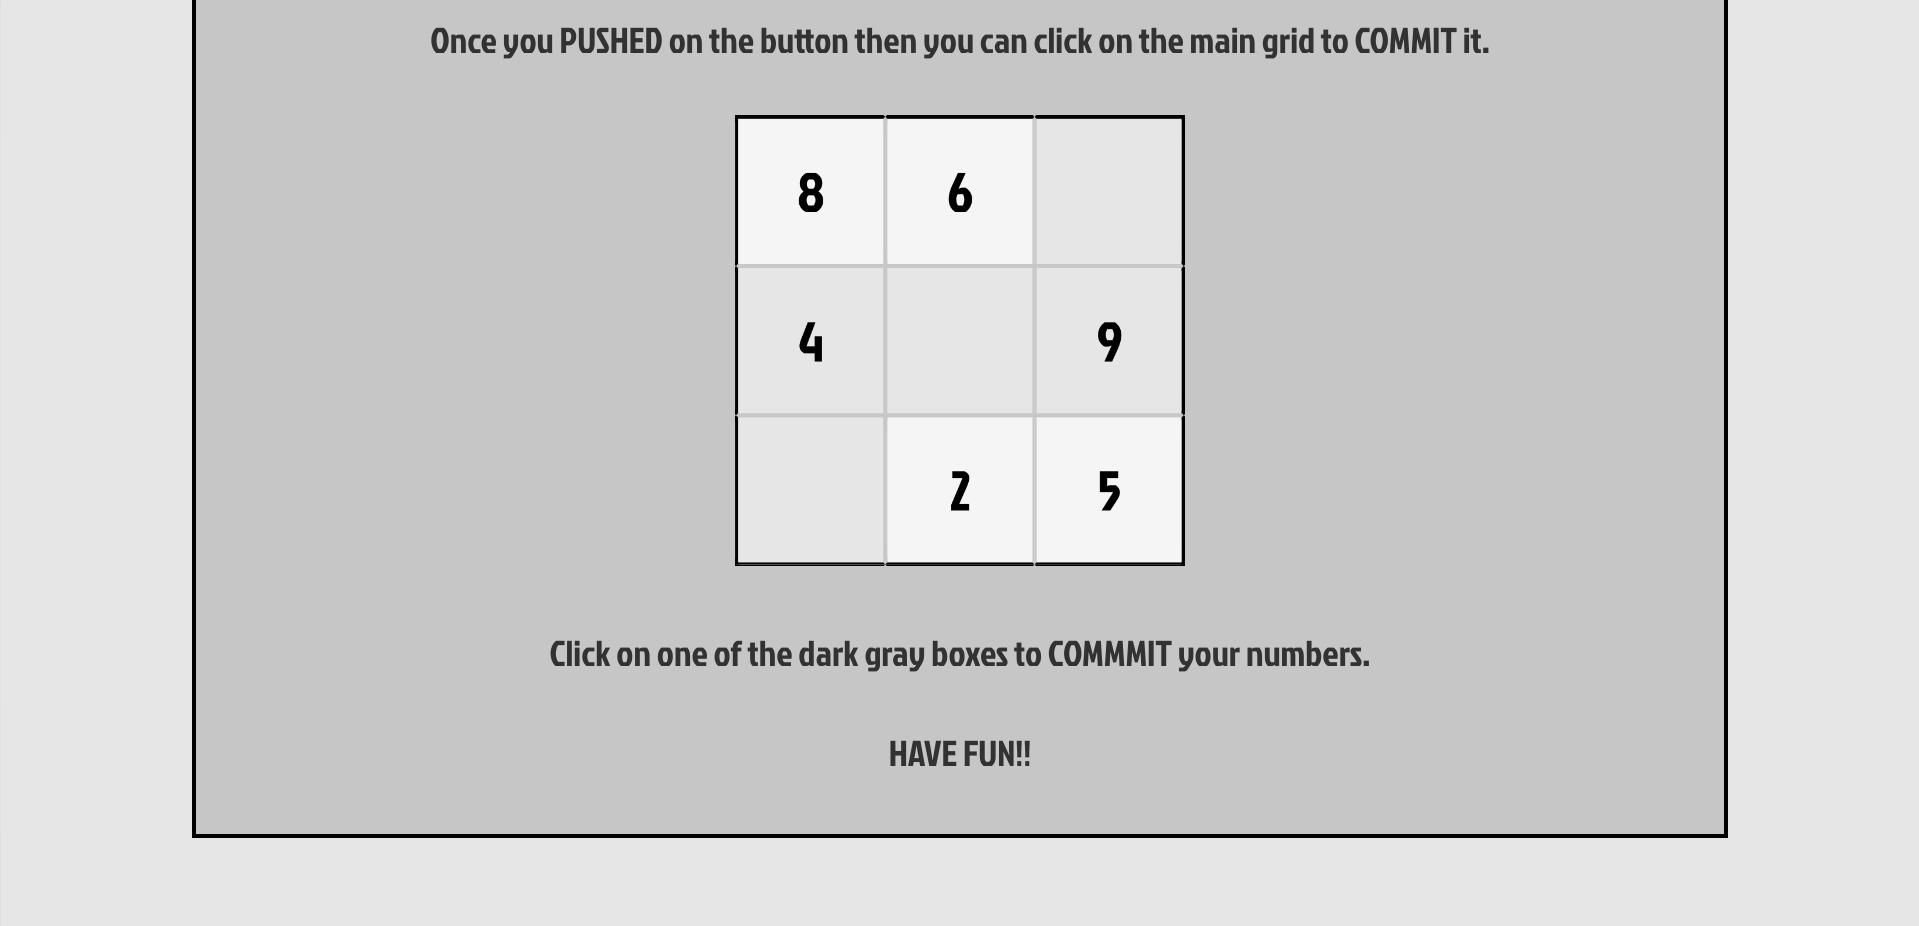 Once you PUSHED on the button then you can click on the main grid to COMMIT it.
8 6
4 9
2 5
Click on one of the dark gray boxes to COMMMIT your numbers.
HAVE FUN!!